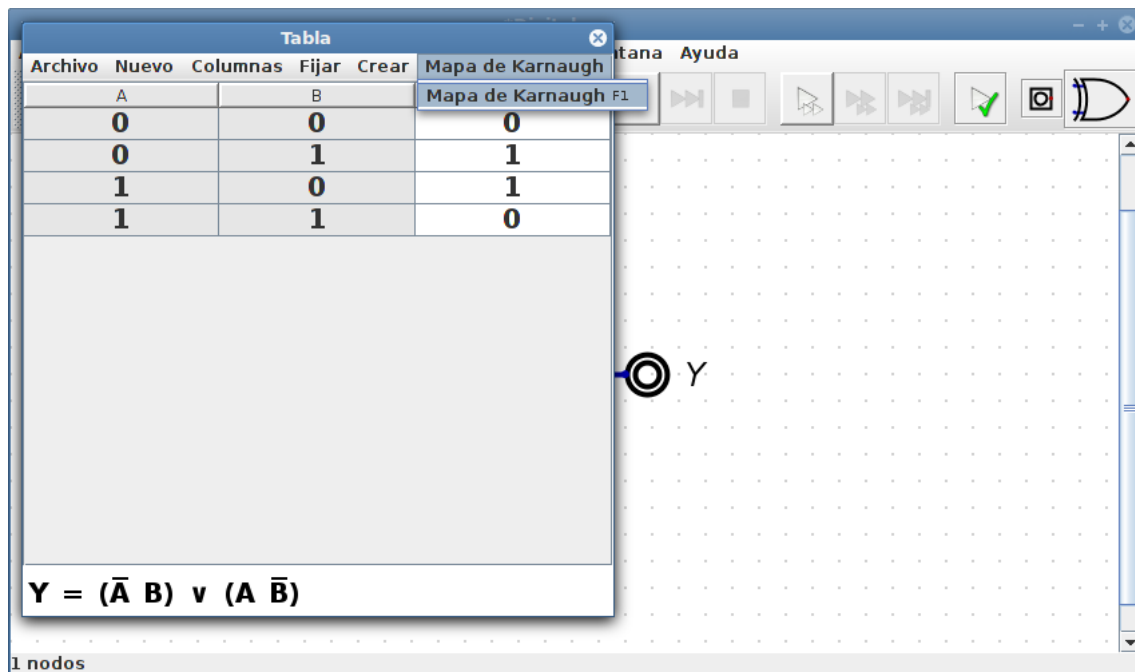 Tabla
Archivo Nuevo Columnas Fijar Crear Mapa de Karnaugh
Ayuda
Mapa de Karnaugh F1
A B
0 0 0
0 1 1
1 0 1
1 1 0
Y
Y = (A̅ B) ∨ (A B̅)
1 nodos